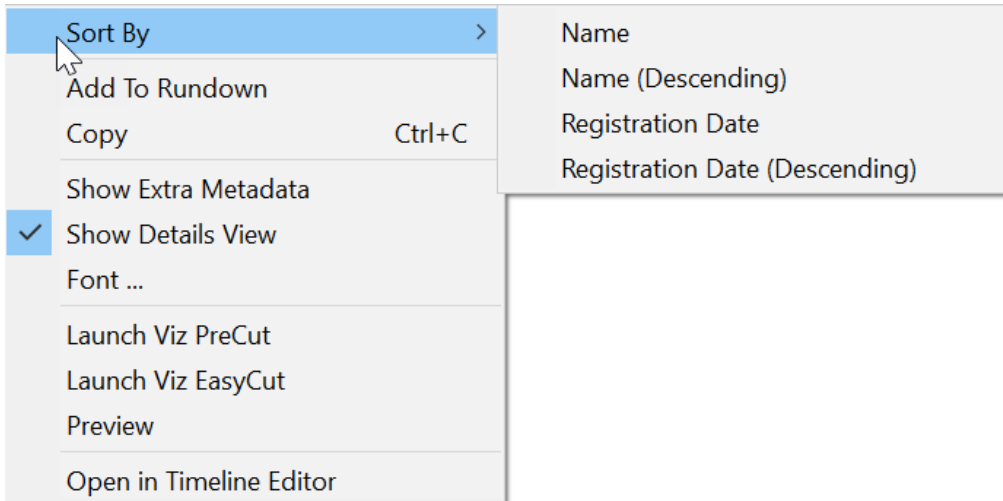 Sort By
Name
Name (Descending)
Registration Date
Registration Date (Descending)
Add To Rundown
Copy Ctrl+C
Show Extra Metadata
Show Details View
Font ...
Launch Viz PreCut
Launch Viz EasyCut
Preview
Open in Timeline Editor